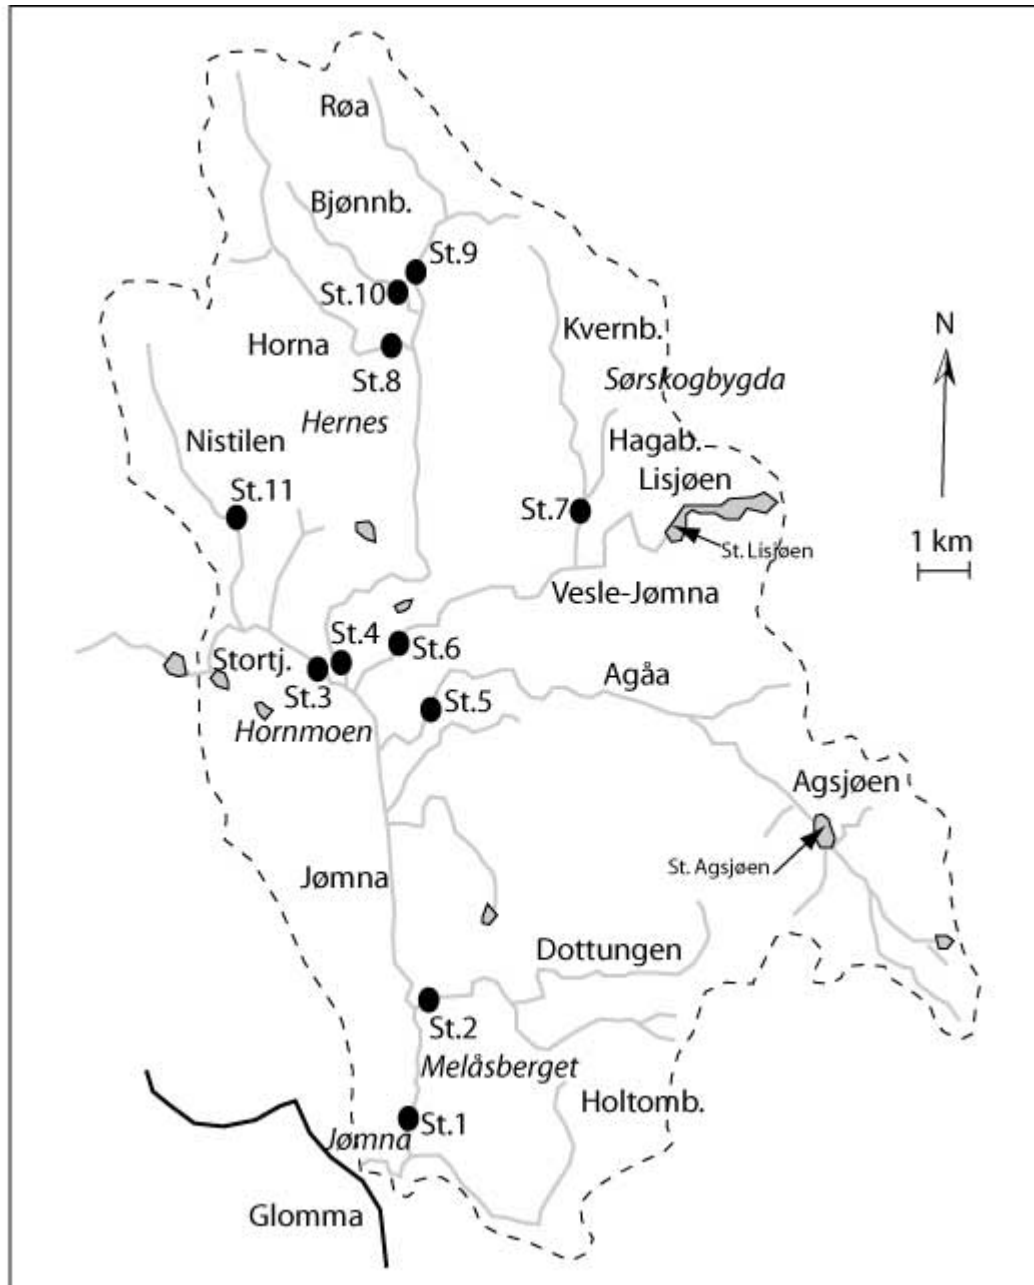 Røa
Bjønnb.
St.9
St.10
N
Horna
Kvernb.
St.8
Sørskogbygda
Hernes
Nistilen
Hagab.
Lisjøen
St.11
St.7
St. Lisjøen
1 km
Vesle-Jømna
St.4
St.6
Stortj.
Agåa
St.3
St.5
Hornmoen
Agsjøen
St. Agsjøen
Jømna
Dottungen
St.2
Melåsberget
Holtomb.
St.1
Jømna
Glomma